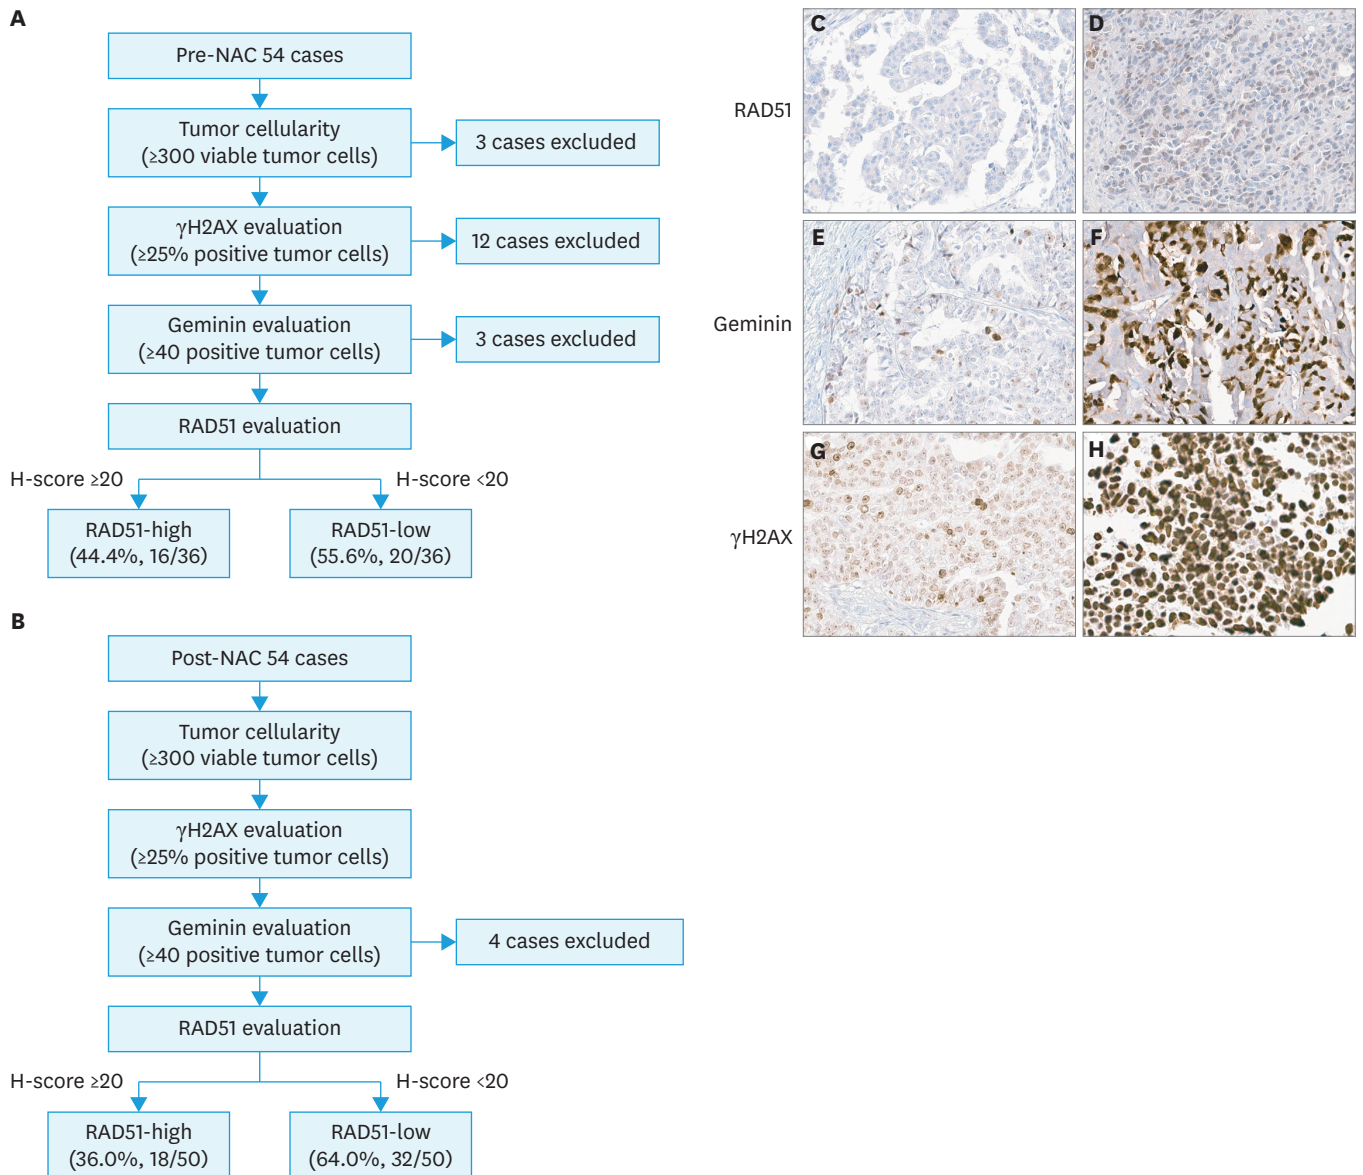 A
Pre-NAC 54 cases
Tumor cellularity
(≥300 viable tumor cells)
3 cases excluded
γH2AX evaluation
(≥25% positive tumor cells)
12 cases excluded
Geminin evaluation
(≥40 positive tumor cells)
3 cases excluded
RAD51 evaluation
H-score ≥20
H-score <20
RAD51-high
(44.4%, 16/36)
RAD51-low
(55.6%, 20/36)
B
Post-NAC 54 cases
Tumor cellularity
(≥300 viable tumor cells)
γH2AX evaluation
(≥25% positive tumor cells)
Geminin evaluation
(≥40 positive tumor cells)
4 cases excluded
RAD51 evaluation
H-score ≥20
H-score <20
RAD51-high
(36.0%, 18/50)
RAD51-low
(64.0%, 32/50)
C
D
RAD51
E
F
Geminin
G
H
γH2AX